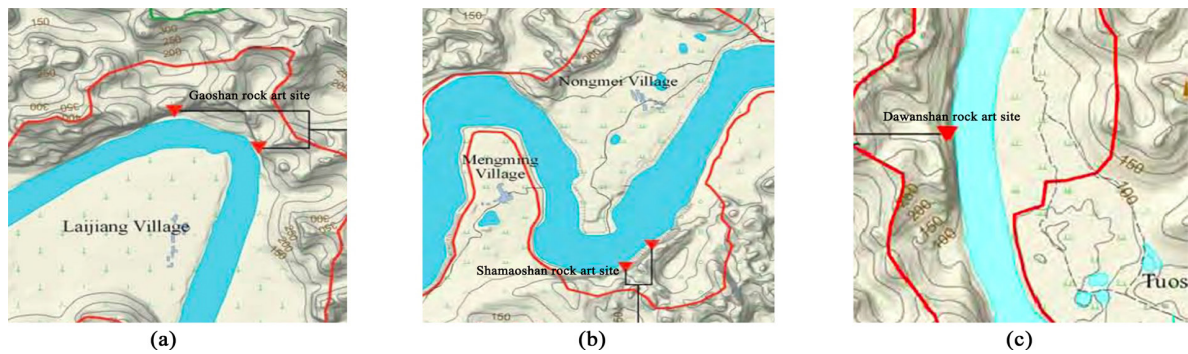 150
300
250
200
Gaoshan rock art site
Laijiang Village
150
(a)
150
Nongmei Village
Mengming
Village
Shamaoshan rock art site
150
(b)
Dawanshan rock art site
150
100
200
150
100
Tuos
(c)